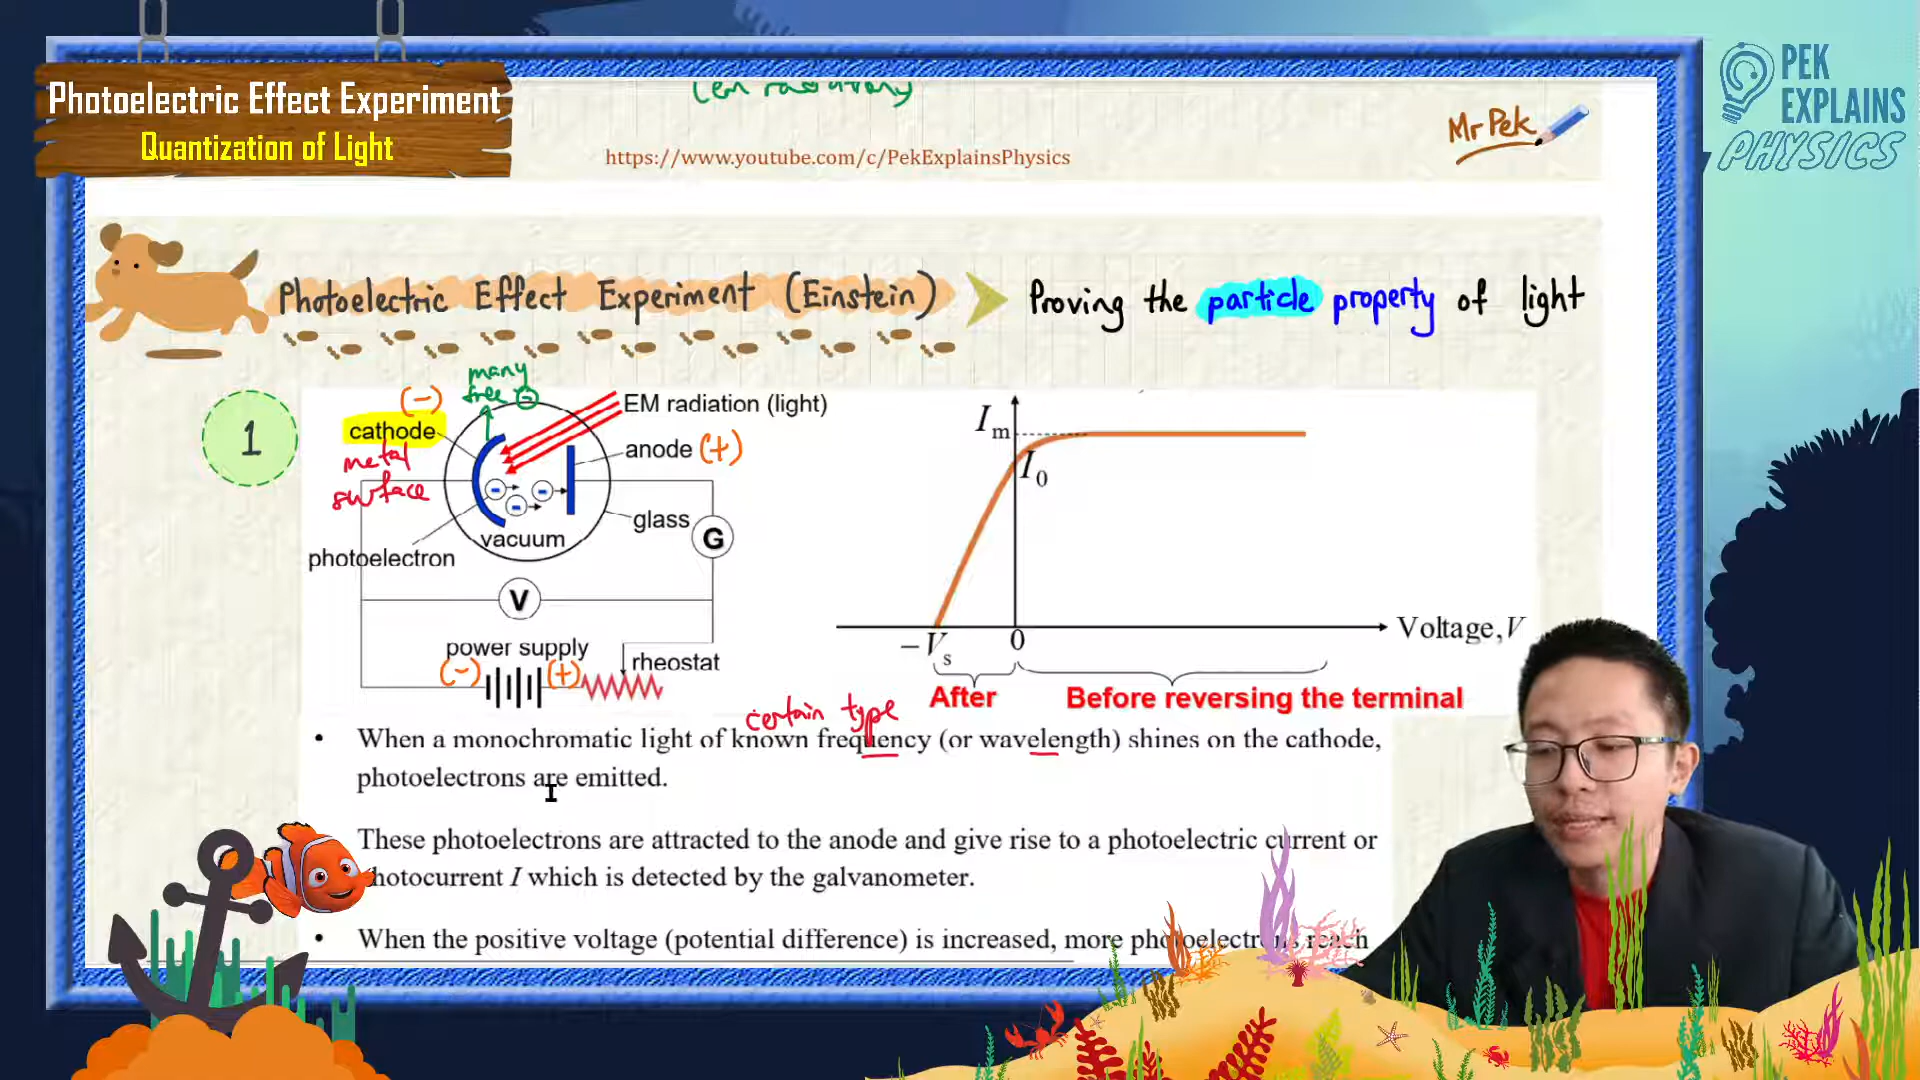 Photoelectric Effect Experiment
Quantization of Light
https://www.youtube.com/c/PekExplainsPhysics
Mr Pek
PEK
EXPLAINS
PHYSICS
Photoelectric Effect Experiment (Einstein)
Proving the particle property of light
1
many
free -
(-)
cathode
metal
surface
EM radiation (light)
anode (+)
glass
G
vacuum
photoelectron
V
power supply
(-) (+)
rheostat
Im
I0
−Vs
0
Voltage, V
After
Before reversing the terminal
certain type
• When a monochromatic light of known frequency (or wavelength) shines on the cathode,
photoelectrons are emitted.
These photoelectrons are attracted to the anode and give rise to a photoelectric current or
photocurrent I which is detected by the galvanometer.
• When the positive voltage (potential difference) is increased, more photoelectrons reach